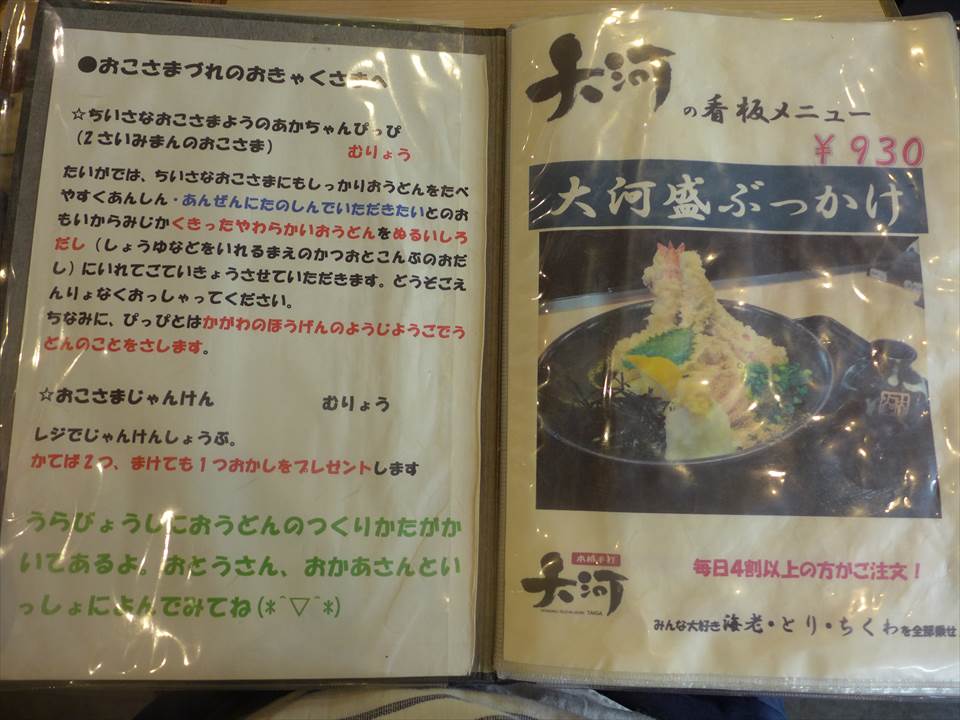 ●おこさまづれのおきゃくさまへ
☆ちいさなおこさまようのあかちゃんぴっぴ
(2さいみまんのおこさま) むりょう
たいがでは、ちいさなおこさまにもしっかりおうどんをたべ
やすくあんしん・あんぜんにたのしんでいただきたいとのお
もいからみじかくきったやわらかいおうどんをぬるいしろ
だし(しょうゆなどをいれるまえのかつおとこんぶのおだ
し)にいれてごていきょうさせていただきます。どうぞごえ
んりょなくおっしゃってください。
ちなみに、ぴっぴとはかがわのほうげんのようじようごでう
どんのことをさします。
☆おこさまじゃんけん むりょう
レジでじゃんけんしょうぶ。
かてば2つ、まけても1つおかしをプレゼントします
うらびょうしにおうどんのつくりかたがか
いてあるよ。おとうさん、おかあさんとい
っしょによんでみてね(*^▽^*)
大河の看板メニュー
¥930
大河盛ぶっかけ
本格手打
大河
TAIGA
毎日4割以上の方がご注文!
みんな大好き海老・とり・ちくわを全部乗せ